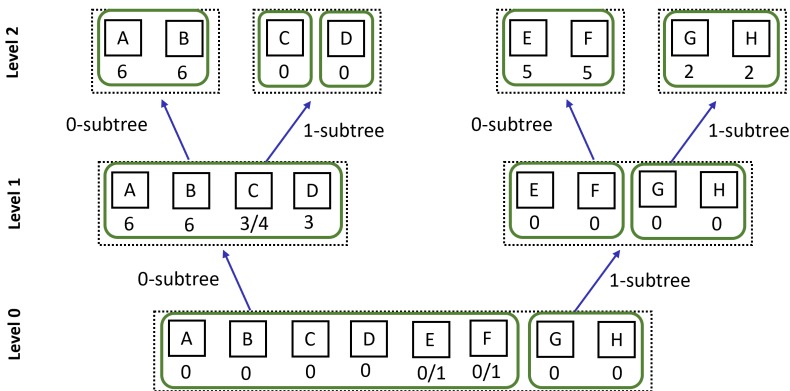 Level 2
A B C D E F G H
6 6 0 0 5 5 2 2
0-subtree 1-subtree 0-subtree 1-subtree
Level 1
A B C D E F G H
6 6 3/4 3 0 0 0 0
0-subtree 1-subtree
Level 0
A B C D E F G H
0 0 0 0 0/1 0/1 0 0